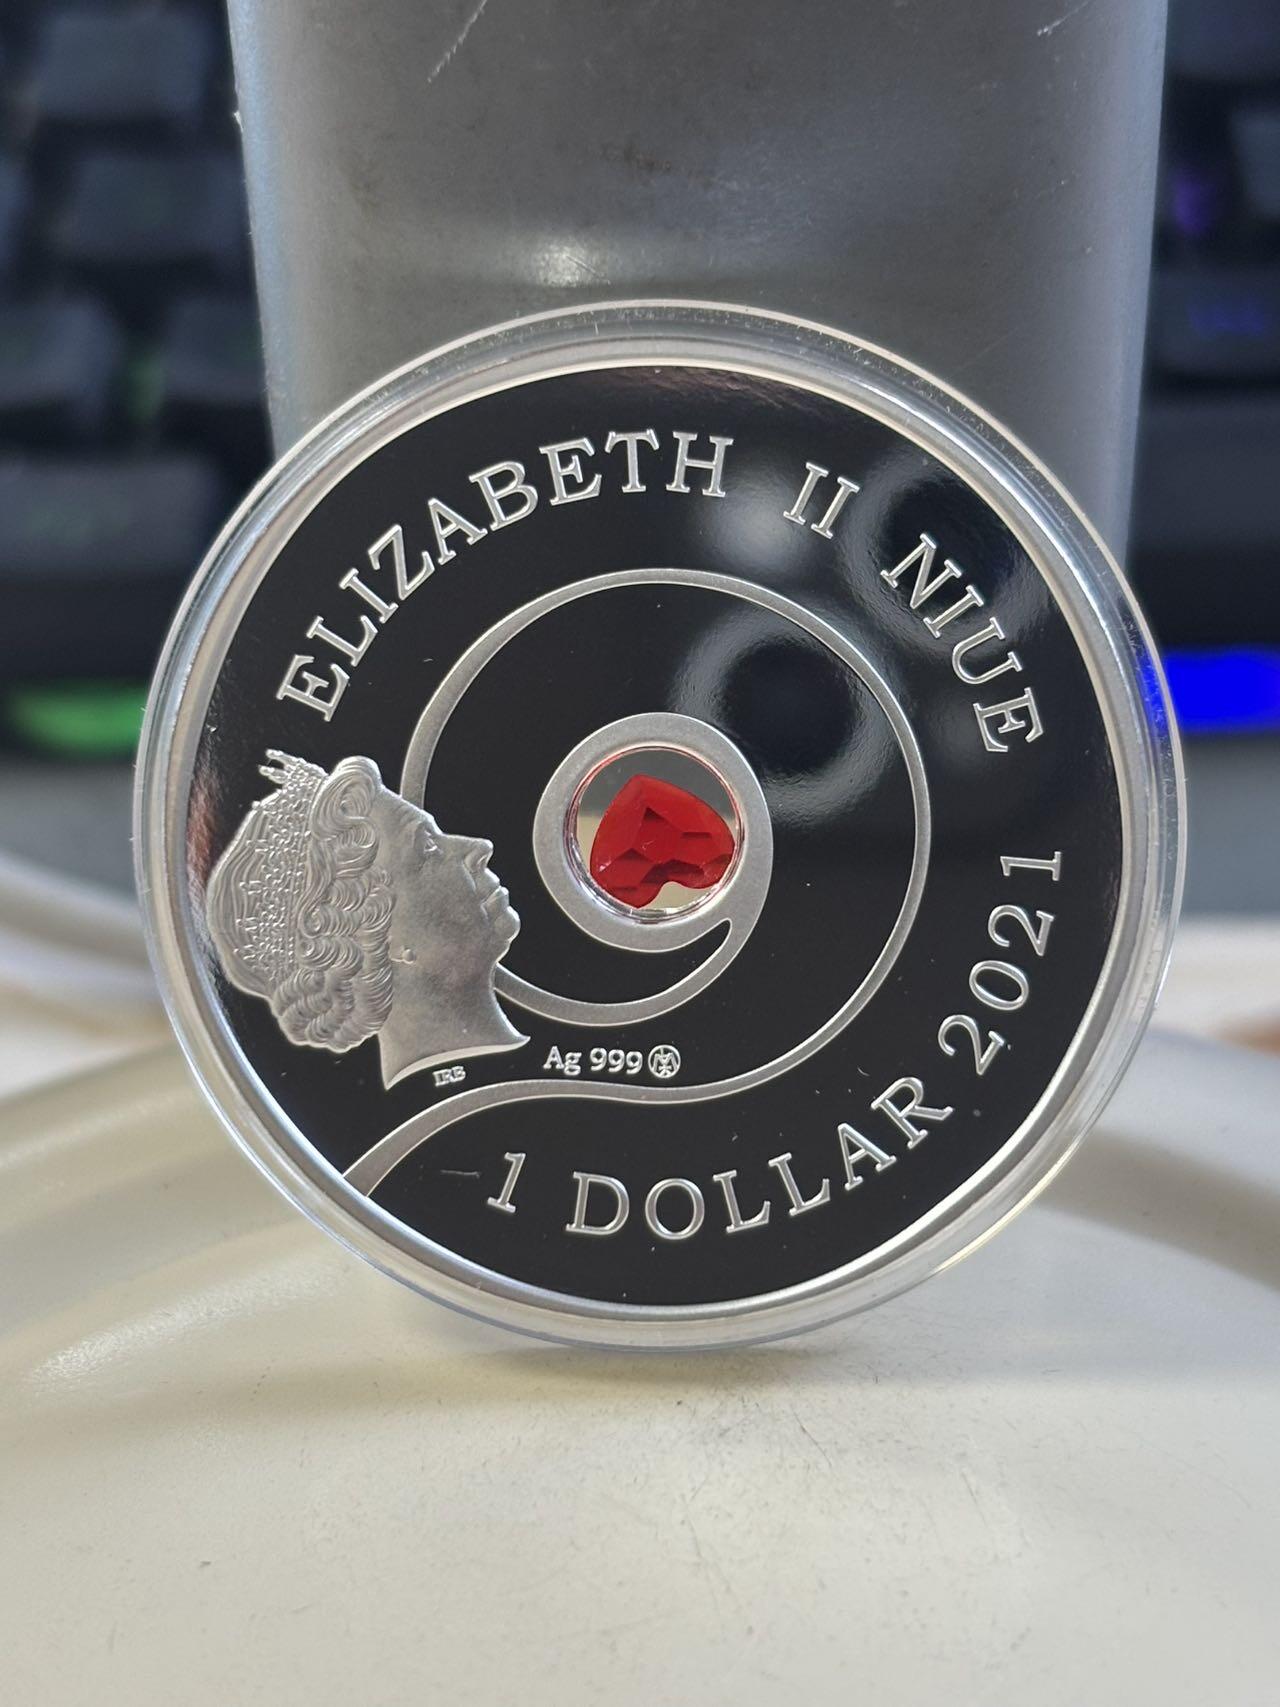 ELIZABETH II NIUE
IRB
Ag 999
1 DOLLAR 2021